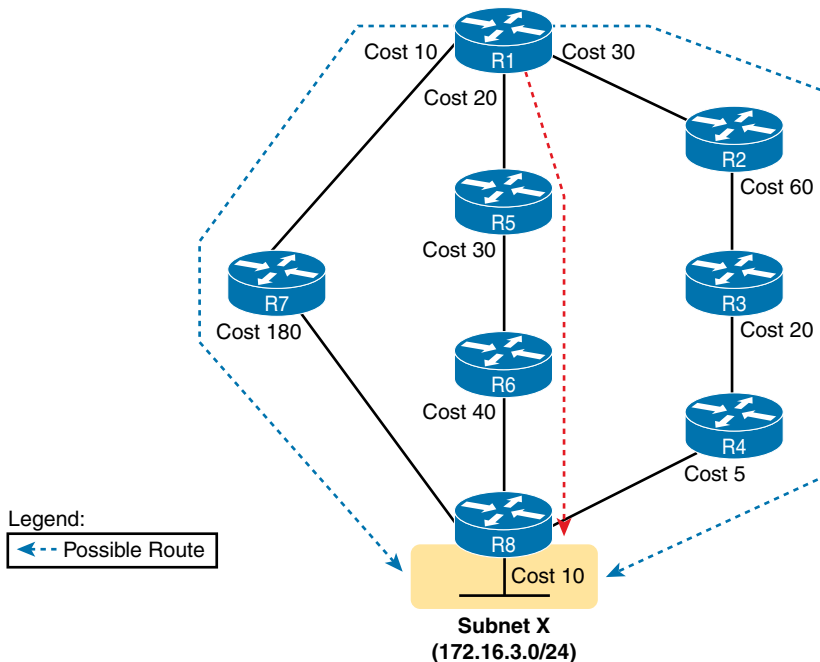 Cost 10
R1
Cost 30
Cost 20
R2
Cost 60
R5
Cost 30
R7
Cost 180
R3
Cost 20
R6
Cost 40
R4
Cost 5
Legend:
Possible Route
R8
Cost 10
Subnet X
(172.16.3.0/24)